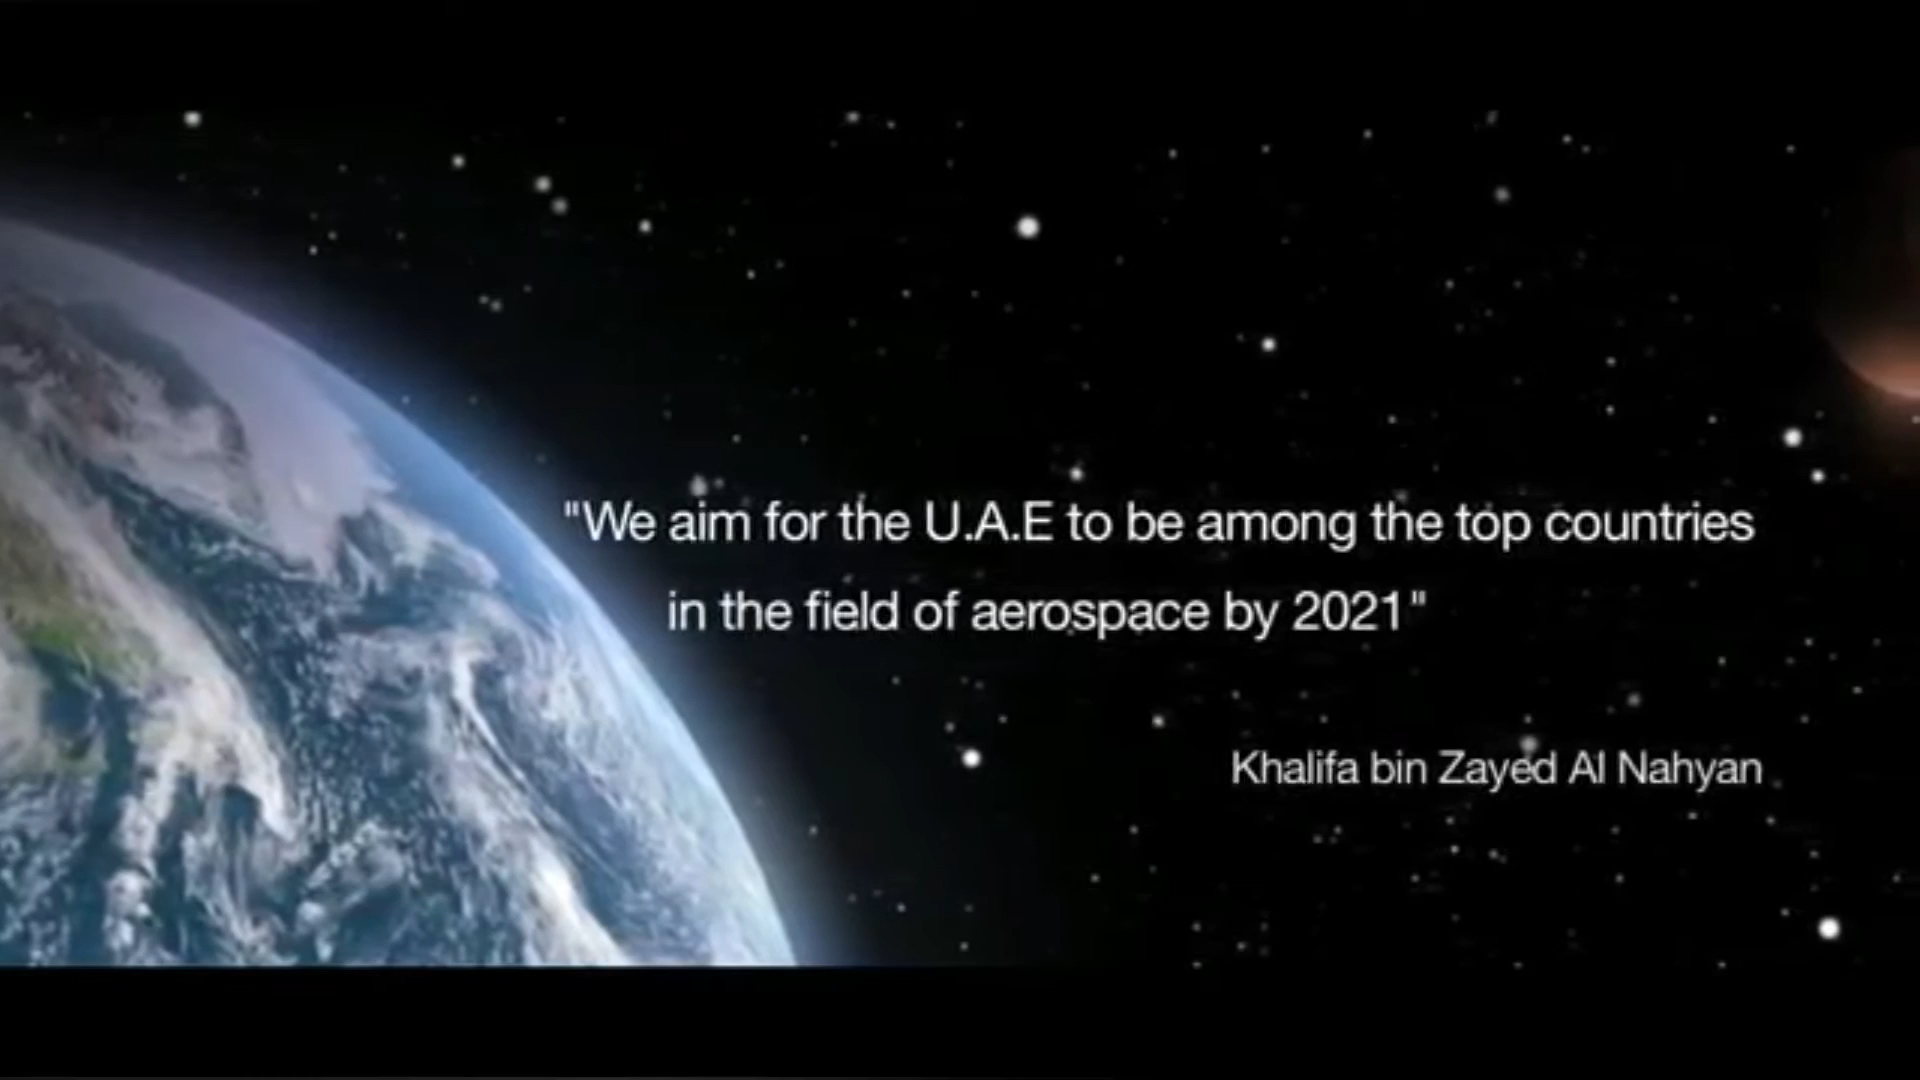 "We aim for the U.A.E to be among the top countries
in the field of aerospace by 2021"
Khalifa bin Zayed Al Nahyan